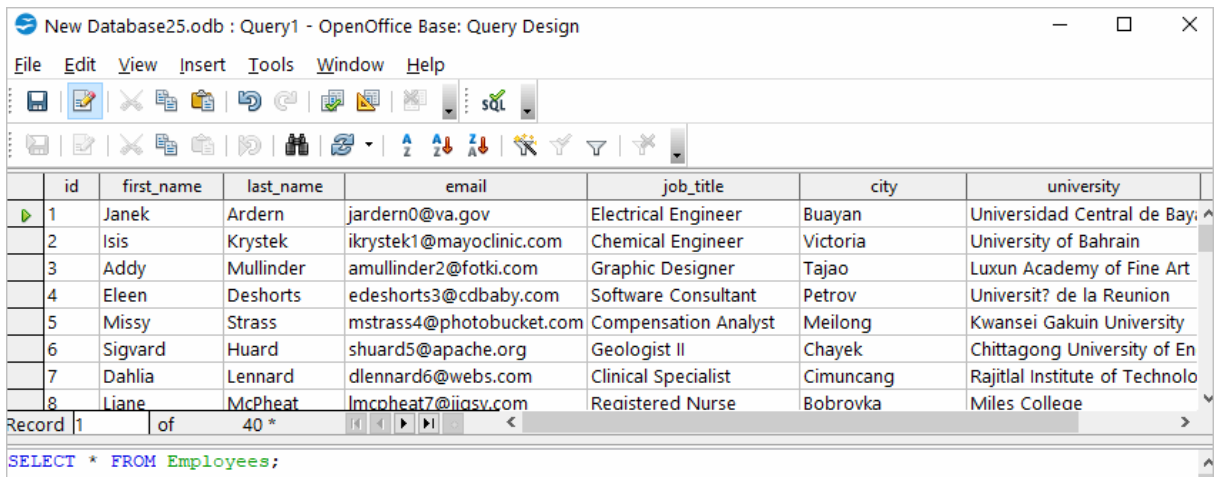 New Database25.odb : Query1 - OpenOffice Base: Query Design
File Edit View Insert Tools Window Help
SQL
id first_name last_name email job_title city university
1 Janek Ardern jardern0@va.gov Electrical Engineer Buayan Universidad Central de
2 Isis Krystek ikrystek1@mayoclinic.com Chemical Engineer Victoria University of Bahrain
3 Addy Mullinder amullinder2@fotki.com Graphic Designer Tajao Luxun Academy of Fine Art
4 Eleen Deshorts edeshorts3@cdbaby.com Software Consultant Petrov Universit? de la Reunion
5 Missy Strass mstrass4@photobucket.com Compensation Analyst Meilong Kwansei Gakuin University
6 Sigvard Huard shuard5@apache.org Geologist II Chayek Chittagong University of En
7 Dahlia Lennard dlennard6@webs.com Clinical Specialist Cimuncang Rajitlal Institute of Technolo
8 Liane McPheat Registered Nurse Bobrovka Miles College
Record 1 of 40 *
SELECT * FROM Employees;